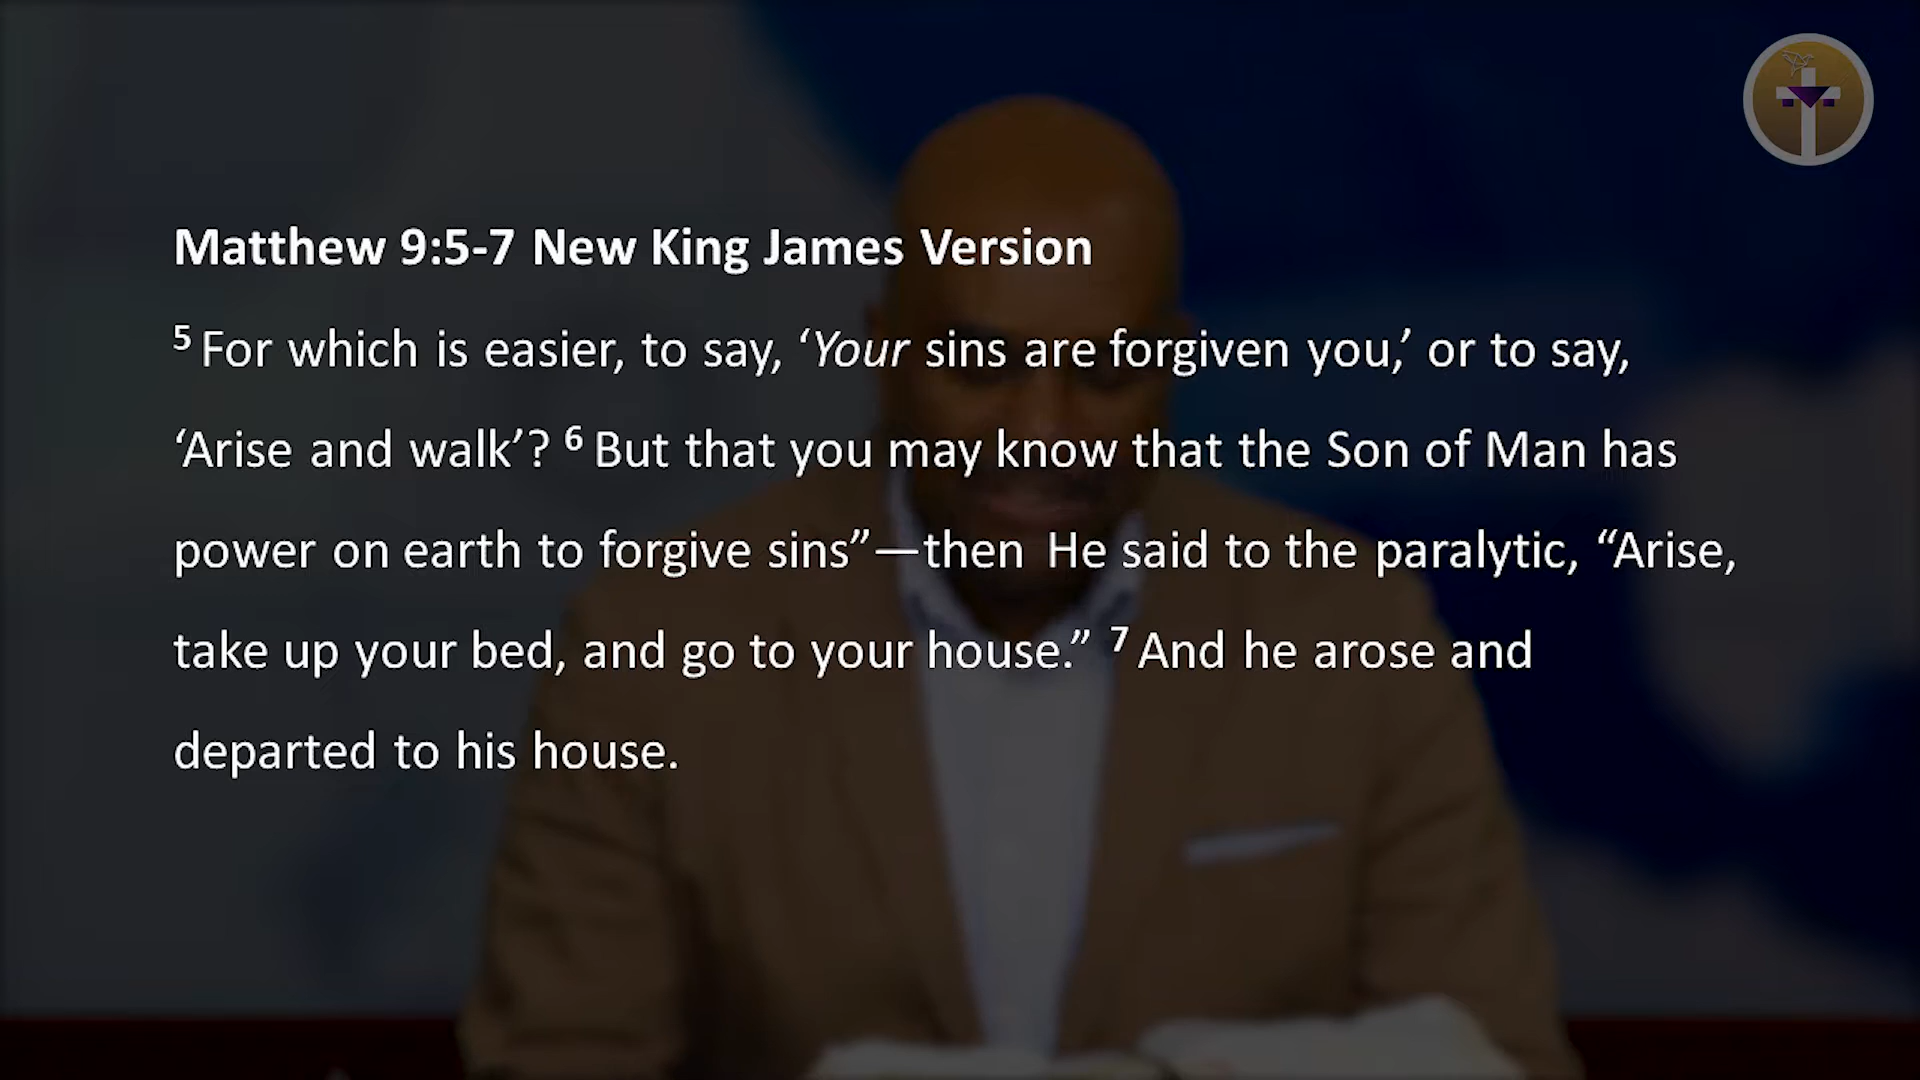 Matthew 9:5-7 New King James Version
5 For which is easier, to say, ‘Your sins are forgiven you,’ or to say,
‘Arise and walk’? 6 But that you may know that the Son of Man has
power on earth to forgive sins”—then He said to the paralytic, “Arise,
take up your bed, and go to your house.” 7 And he arose and
departed to his house.